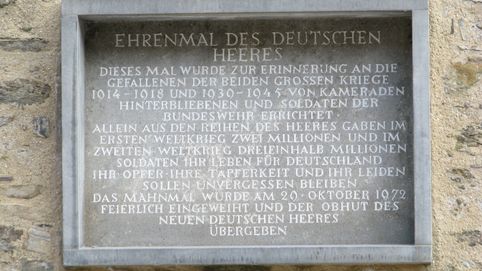 EHRENMAL DES DEUTSCHEN
HEERES
DIESES MAL WURDE ZUR ERINNERUNG AN DIE
GEFALLENEN DER BEIDEN GROSSEN KRIEGE
1914-1918 UND 1939-1945 VON KAMERADEN
HINTERBLIEBENEN UND SOLDATEN DER
BUNDESWEHR ERRICHTET·
ALLEIN AUS DEN REIHEN DES HEERES GABEN IM
ERSTEN WELTKRIEG ZWEI MILLIONEN UND IM
ZWEITEN WELTKRIEG DREIEINHALB MILLIONEN
SOLDATEN IHR LEBEN FÜR DEUTSCHLAND
IHR OPFER·IHRE TAPFERKEIT UND IHR LEIDEN
SOLLEN UNVERGESSEN BLEIBEN
DAS MAHNMAL WURDE AM 29·OKTOBER 1972
FEIERLICH EINGEWEIHT UND DER OBHUT DES
NEUEN DEUTSCHEN HEERES
ÜBERGEBEN